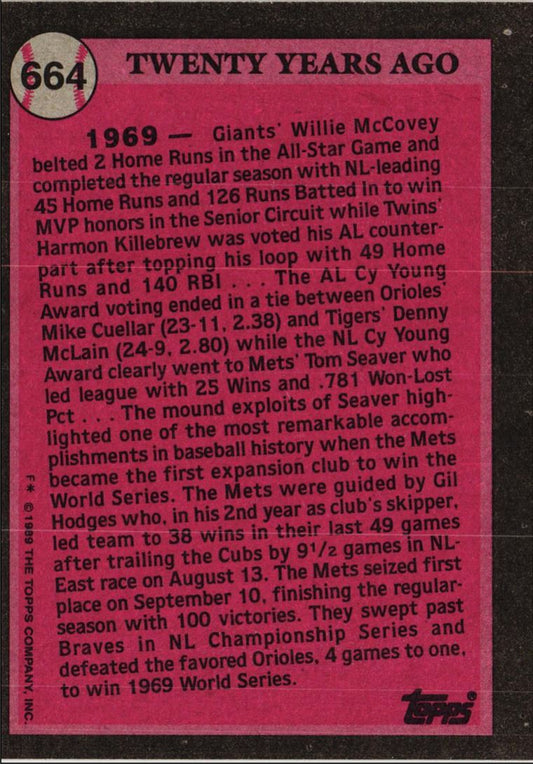 664
TWENTY YEARS AGO
1969 — Giants' Willie McCovey
belted 2 Home Runs in the All-Star Game and
completed the regular season with NL-leading
45 Home Runs and 126 Runs Batted In to win
MVP honors in the Senior Circuit while Twins'
Harmon Killebrew was voted his AL counter-
part after topping his loop with 49 Home
Runs and 140 RBI . . . The AL Cy Young
Award voting ended in a tie between Orioles'
Mike Cuellar (23-11, 2.38) and Tigers' Denny
McLain (24-9, 2.80) while the NL Cy Young
Award clearly went to Mets' Tom Seaver who
led league with 25 Wins and .781 Won-Lost
Pct . . . The mound exploits of Seaver high-
lighted one of the most remarkable accom-
plishments in baseball history when the Mets
became the first expansion club to win the
World Series. The Mets were guided by Gil
Hodges who, in his 2nd year as club's skipper,
led team to 38 wins in their last 49 games
after trailing the Cubs by 9½ games in NL-
East race on August 13. The Mets seized first
place on September 10, finishing the regular-
season with 100 victories. They swept past
Braves in NL Championship Series and
defeated the favored Orioles, 4 games to one,
to win 1969 World Series.
F* © 1989 THE TOPPS COMPANY, INC.
topps®